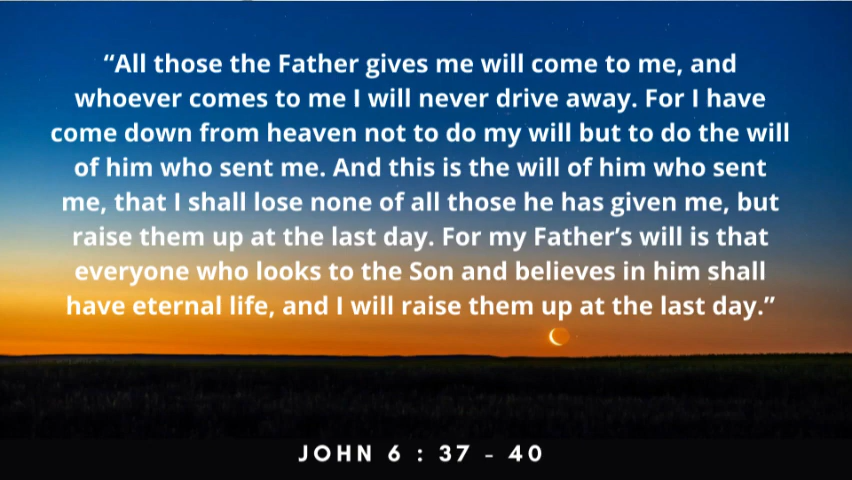 “All those the Father gives me will come to me, and
whoever comes to me I will never drive away. For I have
come down from heaven not to do my will but to do the will
of him who sent me. And this is the will of him who sent
me, that I shall lose none of all those he has given me, but
raise them up at the last day. For my Father’s will is that
everyone who looks to the Son and believes in him shall
have eternal life, and I will raise them up at the last day.”
JOHN 6 : 37 - 40